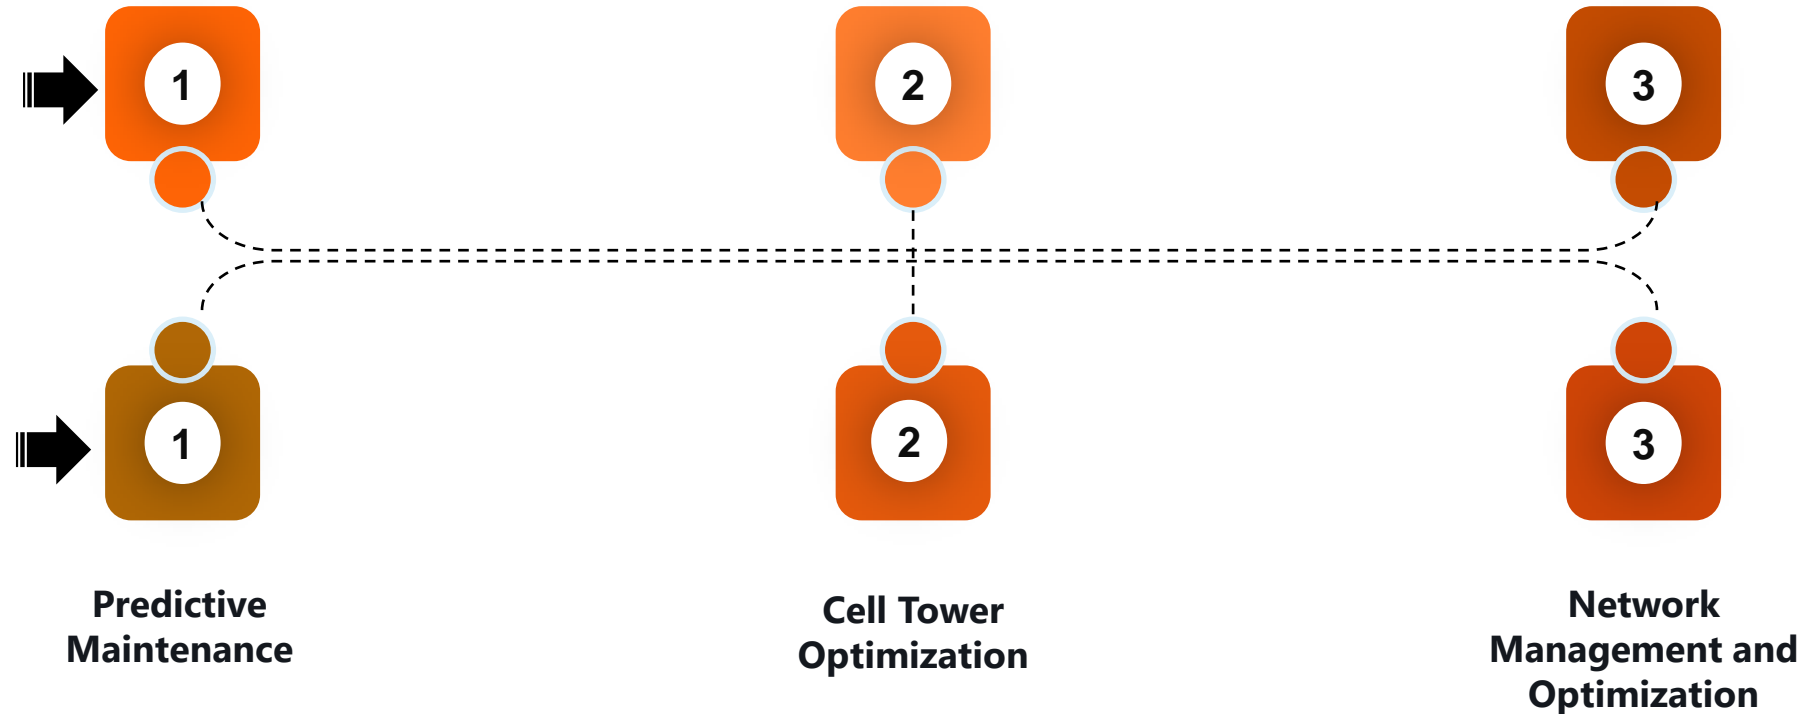 1
2
3
1
2
3
Predictive
Maintenance
Cell Tower
Optimization
Network
Management and
Optimization